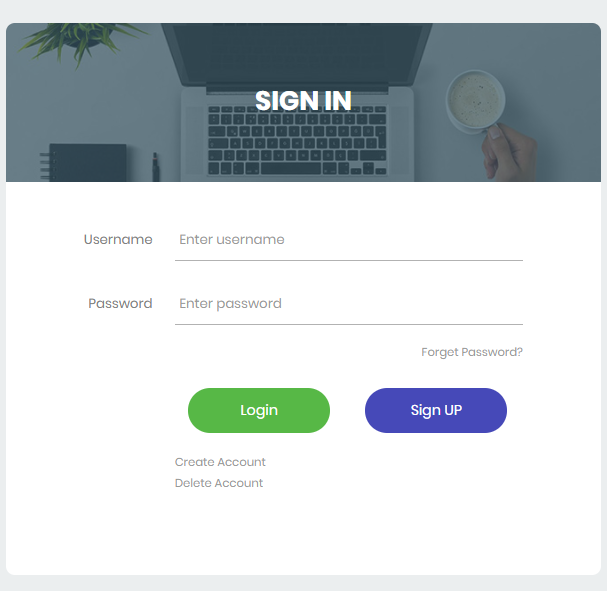 SIGN IN
Username Enter username
Password Enter password
Forget Password?
Login Sign UP
Create Account
Delete Account